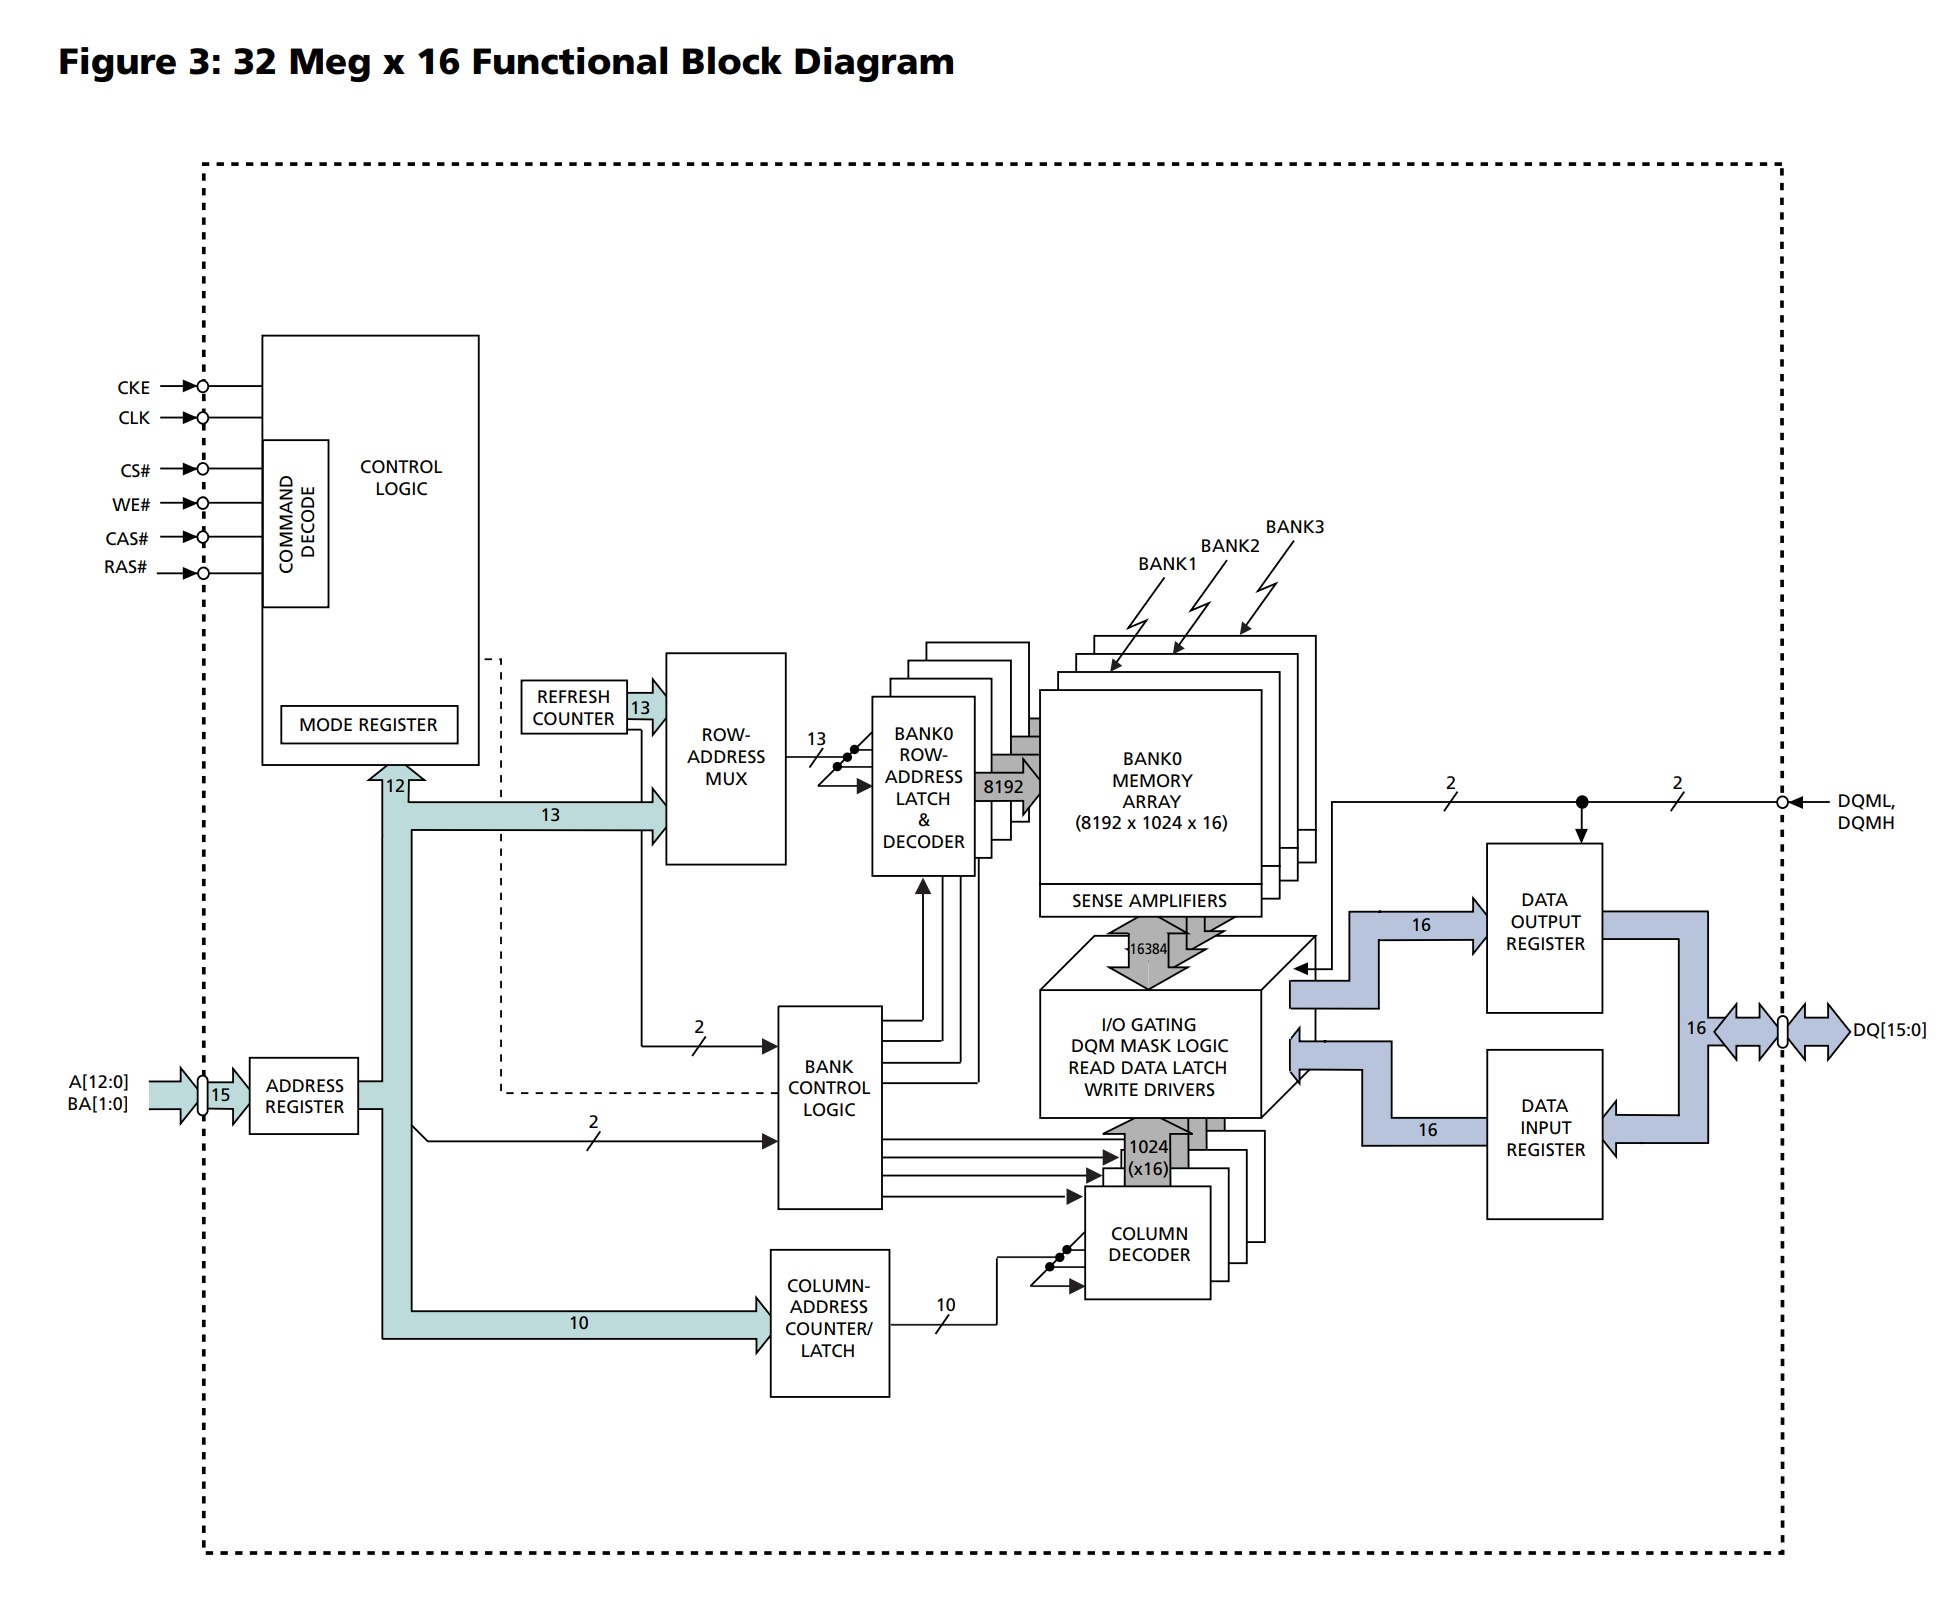 Figure 3: 32 Meg x 16 Functional Block Diagram
CKE
CLK
CS#
WE#
CAS#
RAS#
COMMAND
DECODE
CONTROL
LOGIC
MODE REGISTER
12
BANK3
BANK2
BANK1
REFRESH
COUNTER
13
13
ROW-
ADDRESS
MUX
13
BANK0
ROW-
ADDRESS
LATCH
&
DECODER
8192
BANK0
MEMORY
ARRAY
(8192 x 1024 x 16)
SENSE AMPLIFIERS
16384
2
2
DQML,
DQMH
DATA
OUTPUT
REGISTER
16
I/O GATING
DQM MASK LOGIC
READ DATA LATCH
WRITE DRIVERS
16
DQ[15:0]
DATA
INPUT
REGISTER
16
A[12:0]
BA[1:0]
15
ADDRESS
REGISTER
2
2
BANK
CONTROL
LOGIC
1024
(x16)
COLUMN
DECODER
10
COLUMN-
ADDRESS
COUNTER/
LATCH
10